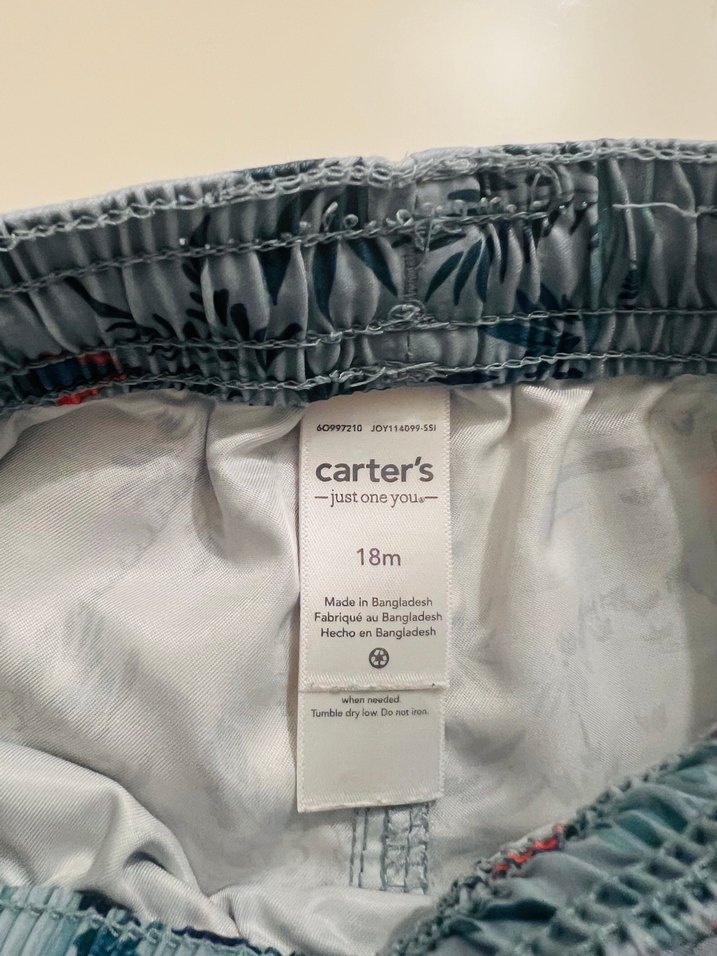 60997210 JOY114099-SSI
carter's
just one you®
18m
Made in Bangladesh
Fabriqué au Bangladesh
Hecho en Bangladesh
when needed.
Tumble dry low. Do not iron.